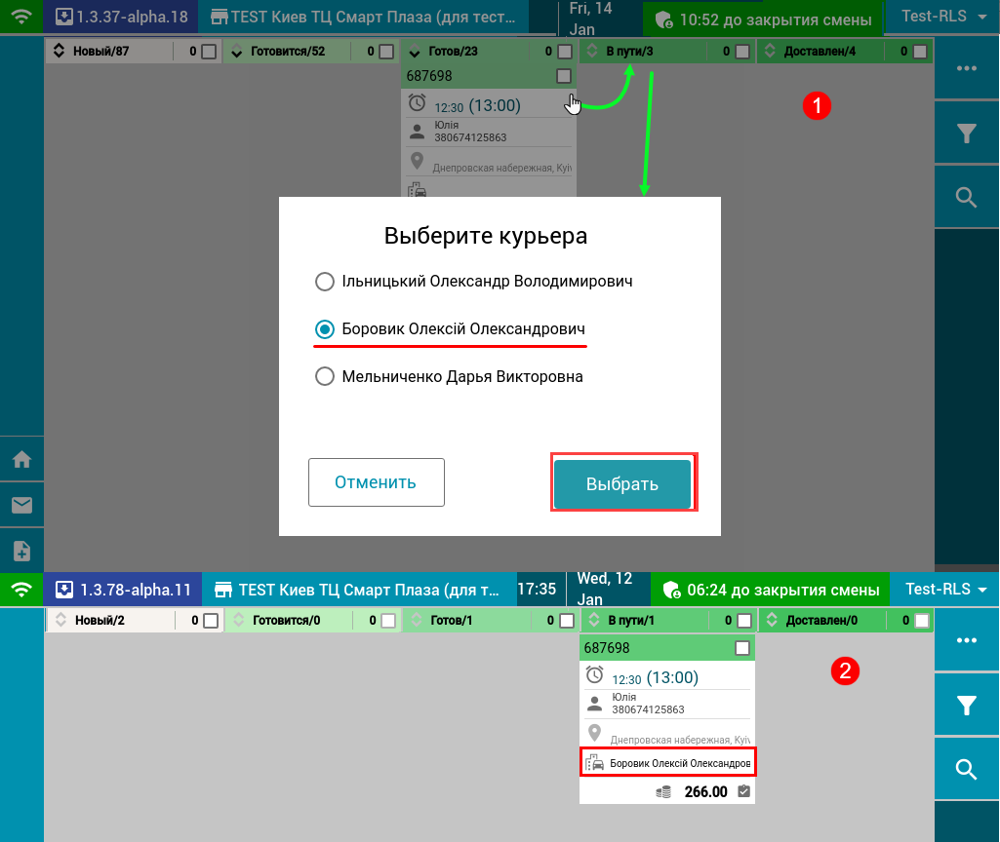 1.3.37-alpha.18
TEST Киев ТЦ Смарт Плаза (для тест...
Fri, 14
Jan
10:52 до закрытия смены
Test-RLS
Новый/87
0
Готовится/52
0
Готов/23
0
В пути/3
0
Доставлен/4
0
687698
12:30 (13:00)
Юлія
380674125863
Днепровская набережная, Kyiv
1
Выберите курьера
Ільницький Олександр Володимирович
Боровик Олексій Олександрович
Мельниченко Дарья Викторовна
Отменить
Выбрать
1.3.78-alpha.11
TEST Киев ТЦ Смарт Плаза (для т...
17:35
Wed, 12
Jan
06:24 до закрытия смены
Test-RLS
Новый/2
0
Готовится/0
0
Готов/1
0
В пути/1
0
Доставлен/0
0
687698
12:30 (13:00)
Юлія
380674125863
Днепровская набережная, Kyiv
Боровик Олексій Олександров
266.00
2